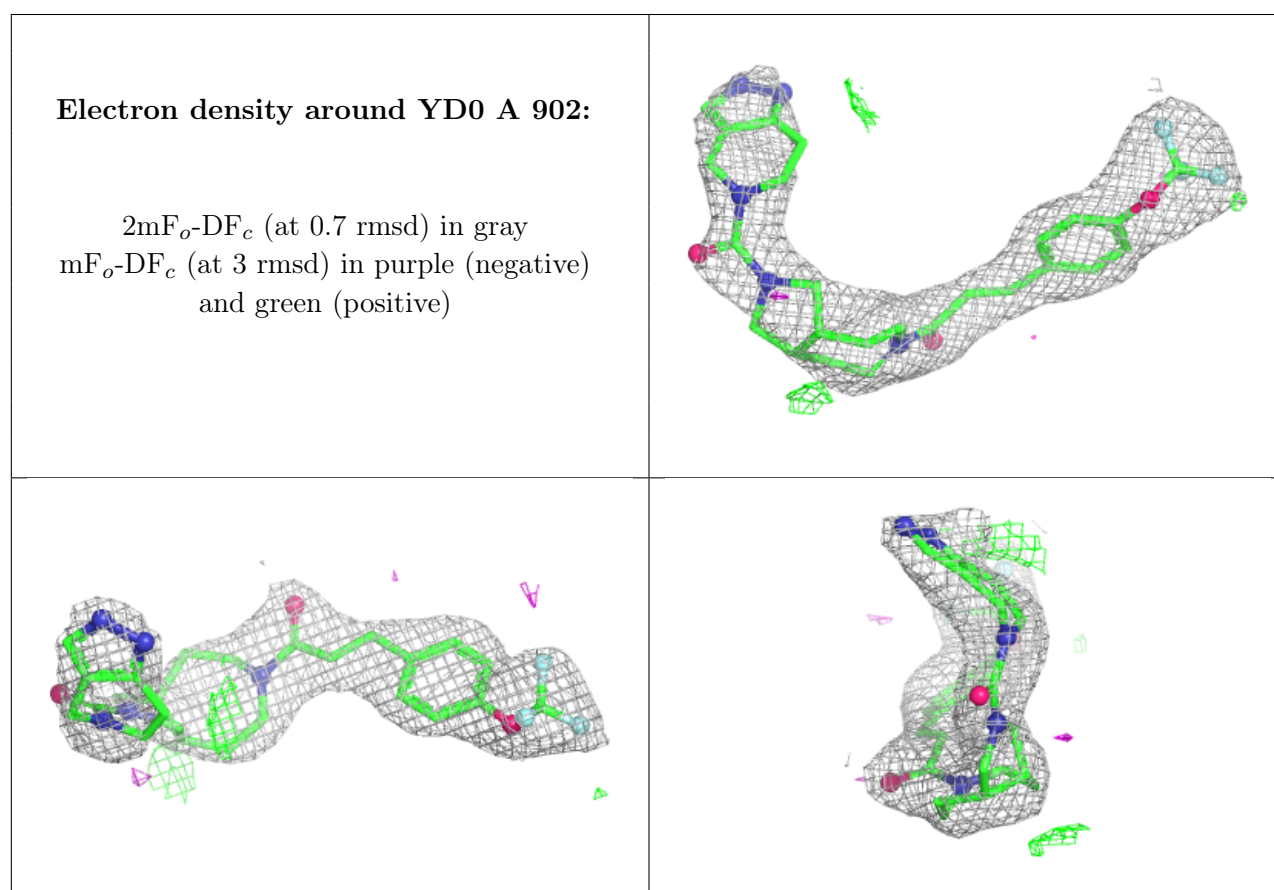 Electron density around YD0 A 902:
2mFo-DFc (at 0.7 rmsd) in gray
mFo-DFc (at 3 rmsd) in purple (negative)
and green (positive)